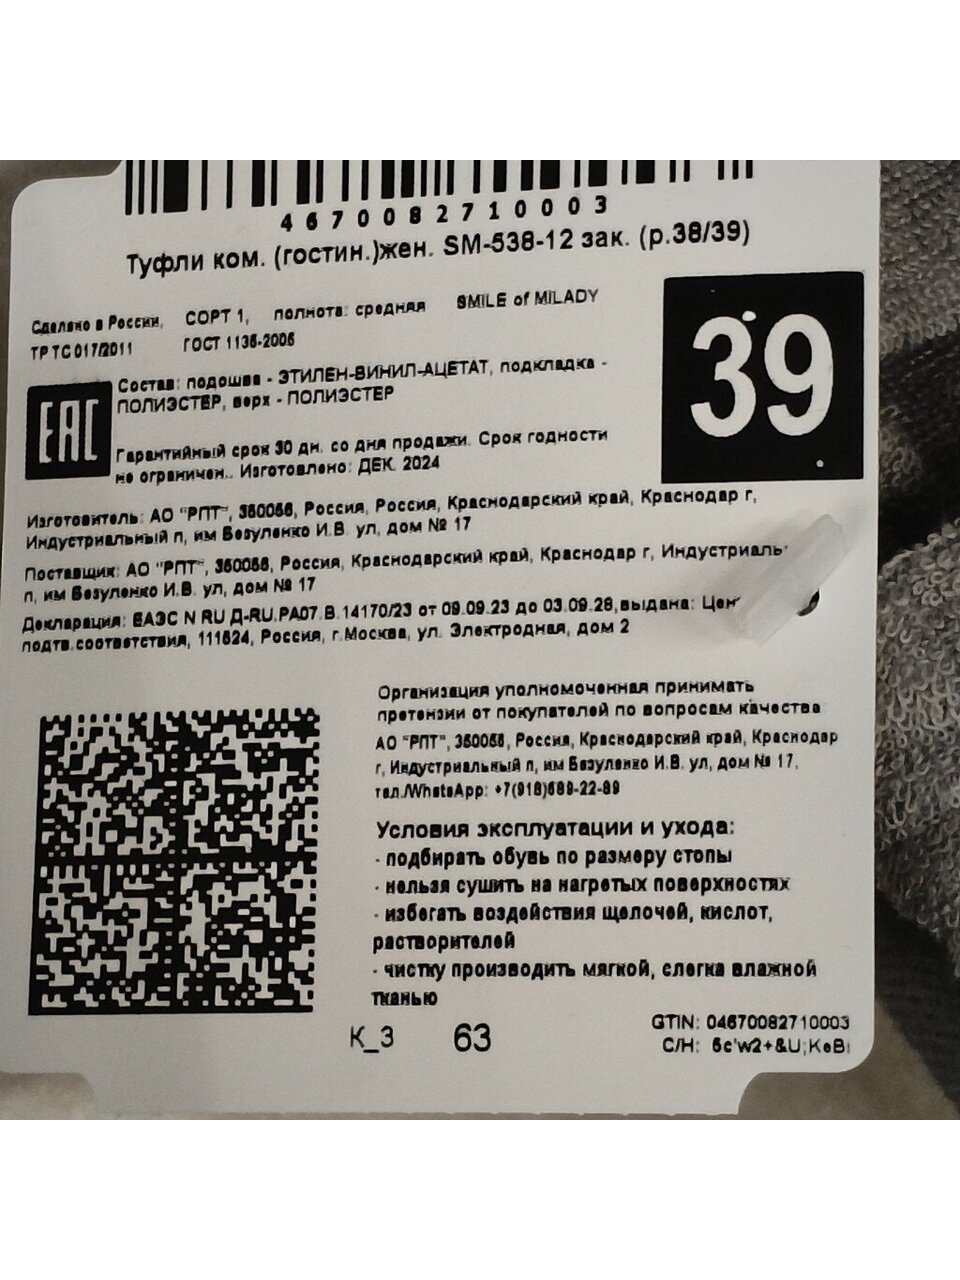 4670082710003
Туфли ком. (гостин.)жен. SM-538-12 зак. (р.38/39)
Сделано в России, СОРТ 1, полнота: средняя SMILE of MILADY
ТР ТС 017/2011 ГОСТ 1135-2005
39
EAC
Состав: подошва - ЭТИЛЕН-ВИНИЛ-АЦЕТАТ, подкладка -
ПОЛИЭСТЕР, верх - ПОЛИЭСТЕР
Гарантийный срок 30 дн. со дня продажи. Срок годности
не ограничен.. Изготовлено: ДЕК. 2024
Изготовитель: АО "РПТ", 350056, Россия, Россия, Краснодарский край, Краснодар г,
Индустриальный п, им Безуленко И.В. ул, дом № 17
Поставщик: АО "РПТ", 350056, Россия, Краснодарский край, Краснодар г, Индустриаль
п, им Безуленко И.В. ул, дом № 17
Декларация: ЕАЭС N RU Д-RU.РА07.В.14170/23 от 09.09.23 до 03.09.28,выдана: Цен
подтв.соответствия, 111524, Россия, г.Москва, ул. Электродная, дом 2
Организация уполномоченная принимать
претензии от покупателей по вопросам качества
АО "РПТ", 350056, Россия, Краснодарский край, Краснодар
г, Индустриальный п, им Безуленко И.В. ул, дом № 17,
тел./WhatsApp: +7(918)689-22-89
Условия эксплуатации и ухода:
- подбирать обувь по размеру стопы
- нельзя сушить на нагретых поверхностях
- избегать воздействия щелочей, кислот,
растворителей
- чистку производить мягкой, слегка влажной
тканью
К_3 63
GTIN: 04670082710003
С/Н: 5c'w2+&U;KeBi